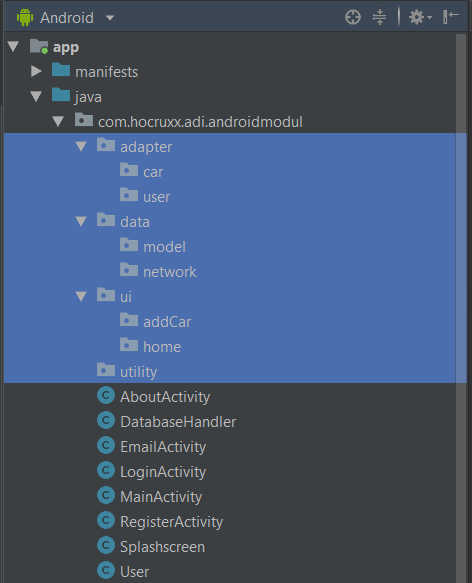 Android
app
manifests
java
com.hocruxx.adi.androidmodul
adapter
car
user
data
model
network
ui
addCar
home
utility
C AboutActivity
C DatabaseHandler
C EmailActivity
C LoginActivity
C MainActivity
C RegisterActivity
C Splashscreen
C User